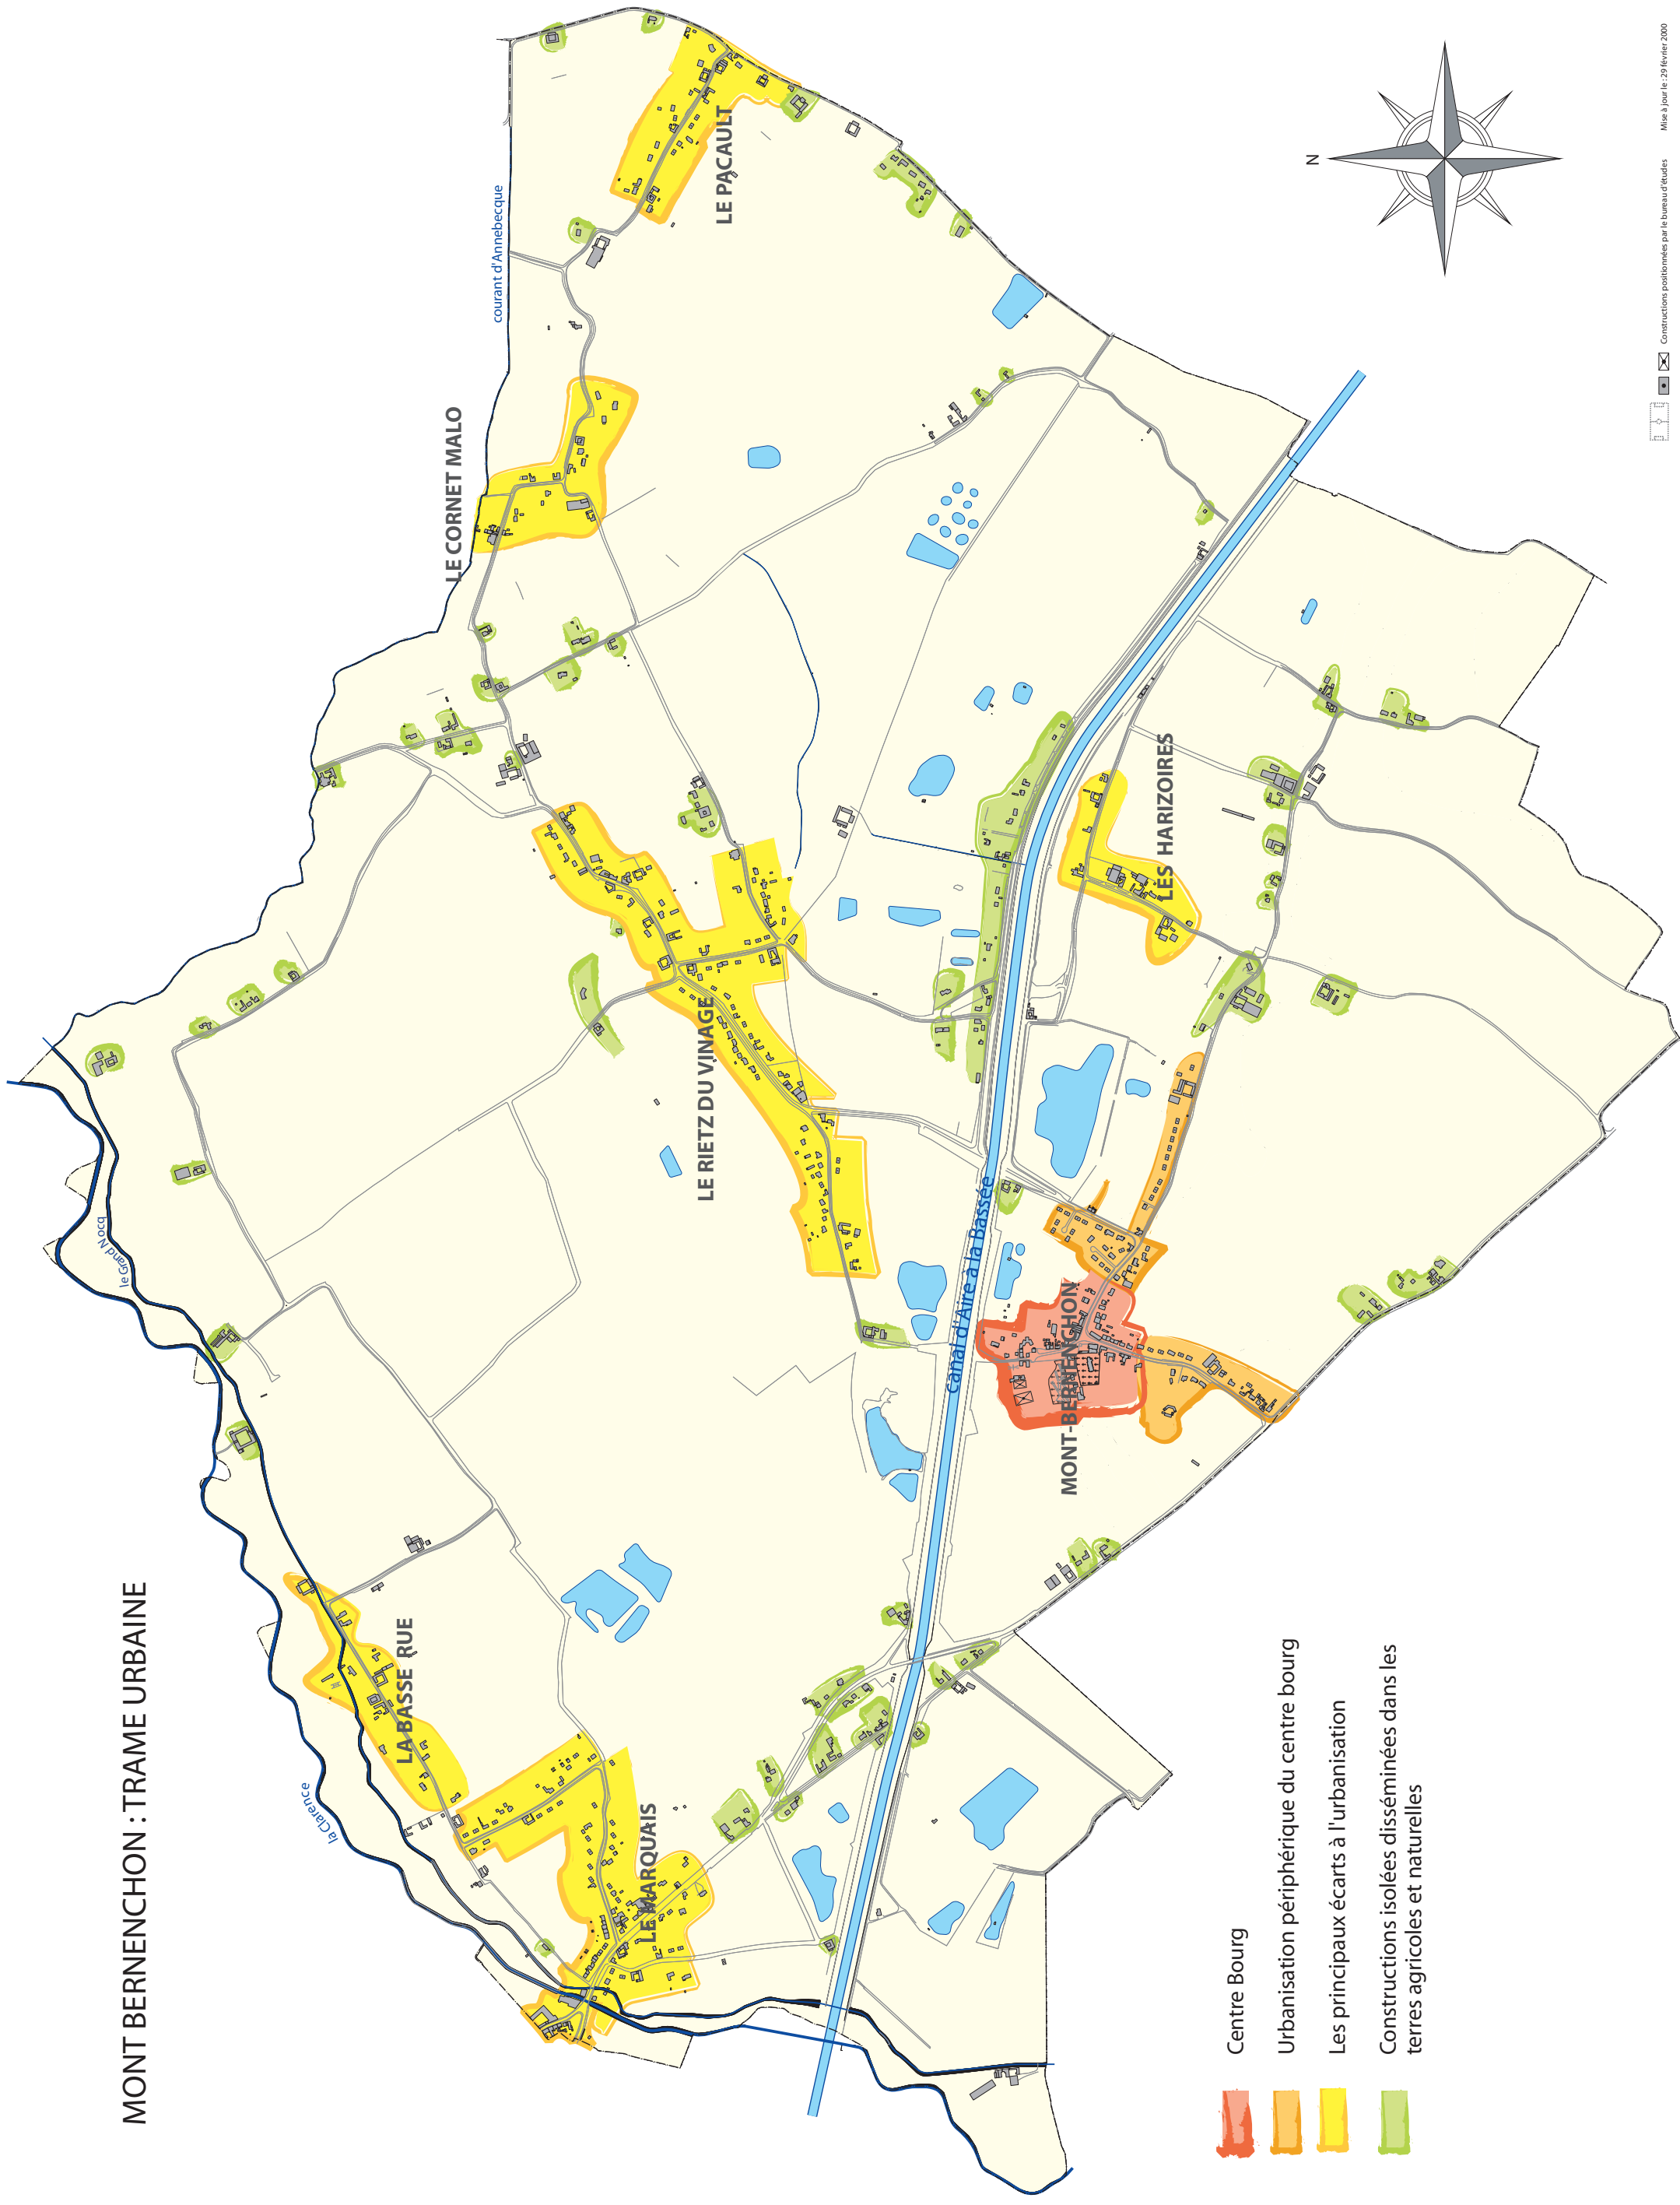 MONT BERNENCHON : TRAME URBAINE
la Clarence
le Grand Nocq
courant d'Annebecque
LA BASSE RUE
LE MARQUAIS
LE CORNET MALO
LE PACAULT
LE RIETZ DU VINAGE
Canal d'Aire à la Bassée
MONT-BERNENCHON
LES HARIZOIRES
N
Centre Bourg
Urbanisation périphérique du centre bourg
Les principaux écarts à l'urbanisation
Constructions isolées disséminées dans les
terres agricoles et naturelles
Constructions positionnées par le bureau d'études
Mise à jour le : 29 février 2000